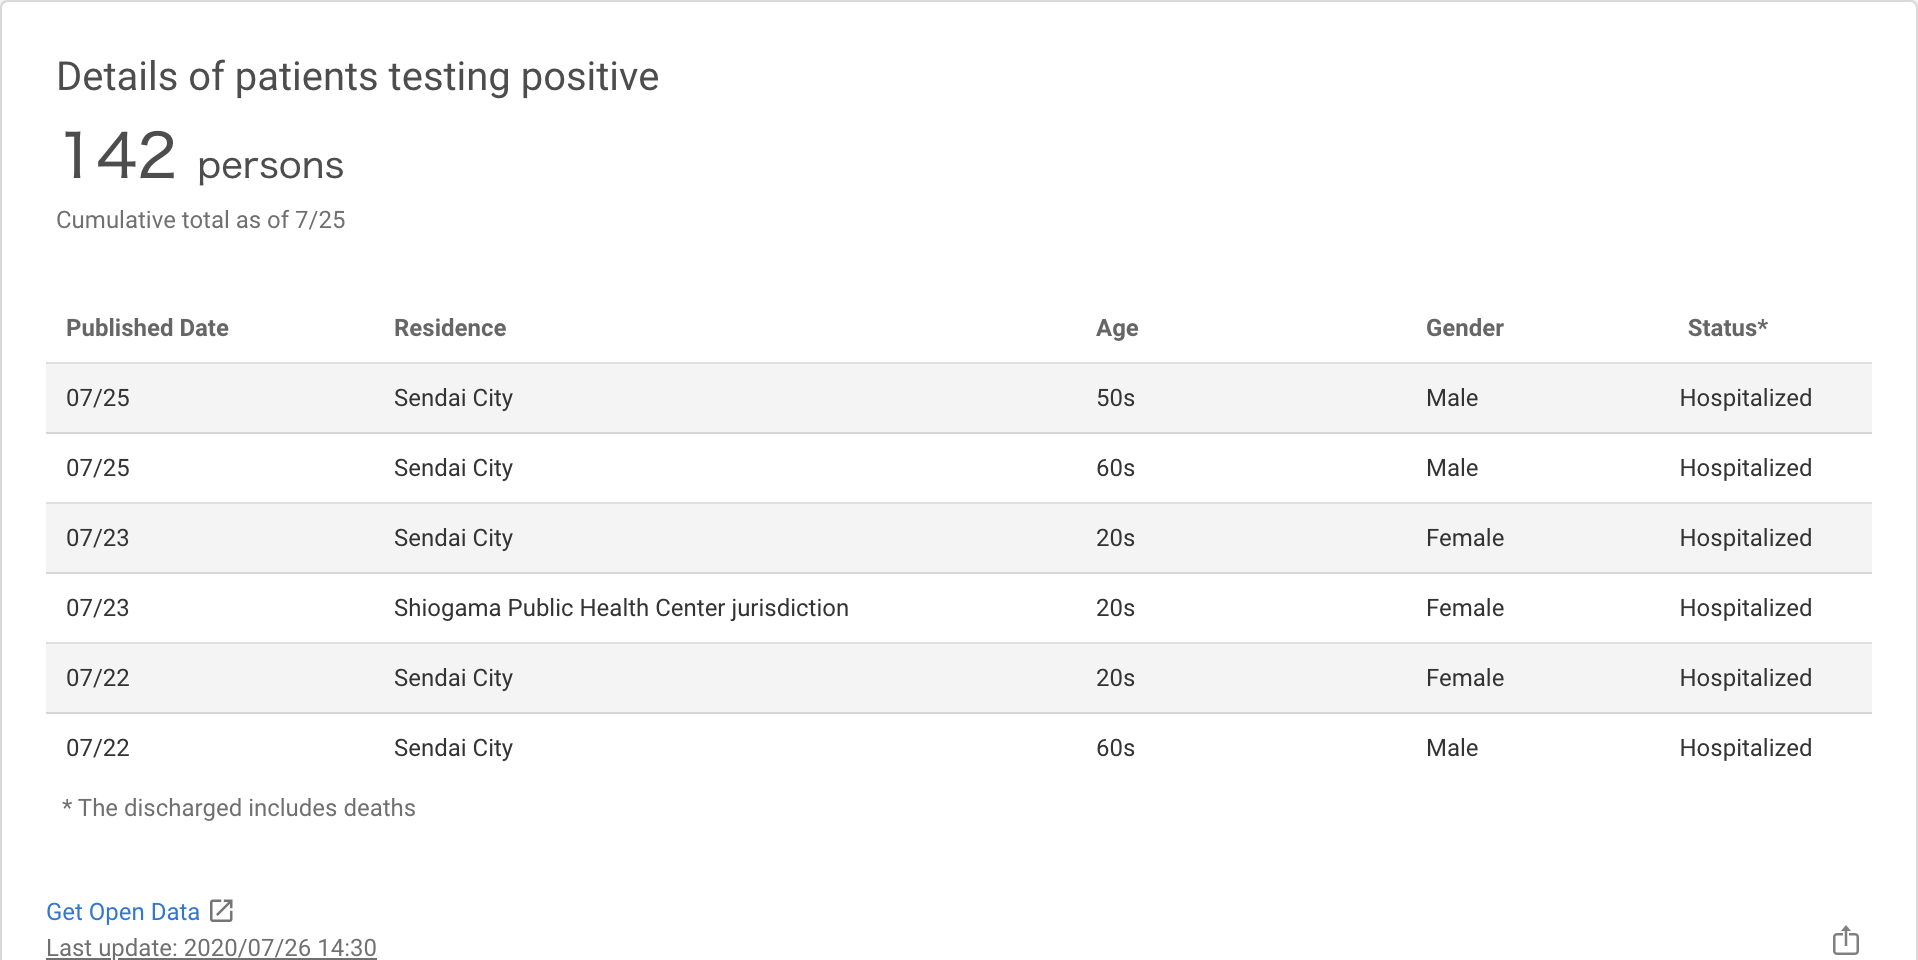 Details of patients testing positive
142 persons
Cumulative total as of 7/25
Published Date Residence Age Gender Status*
07/25 Sendai City 50s Male Hospitalized
07/25 Sendai City 60s Male Hospitalized
07/23 Sendai City 20s Female Hospitalized
07/23 Shiogama Public Health Center jurisdiction 20s Female Hospitalized
07/22 Sendai City 20s Female Hospitalized
07/22 Sendai City 60s Male Hospitalized
* The discharged includes deaths
Get Open Data
Last update: 2020/07/26 14:30